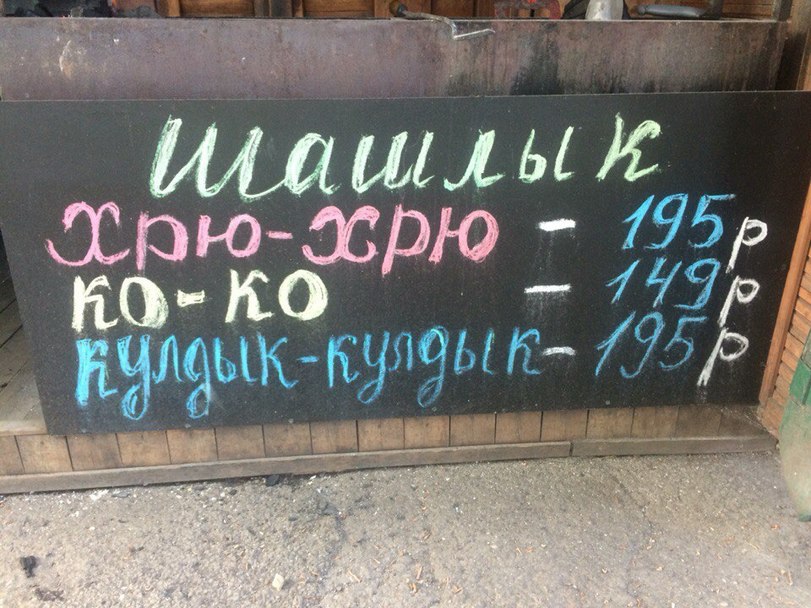 Шашлык
Хрю-хрю - 195р
Ко-ко - 149р
Кулдык-кулдык - 195р